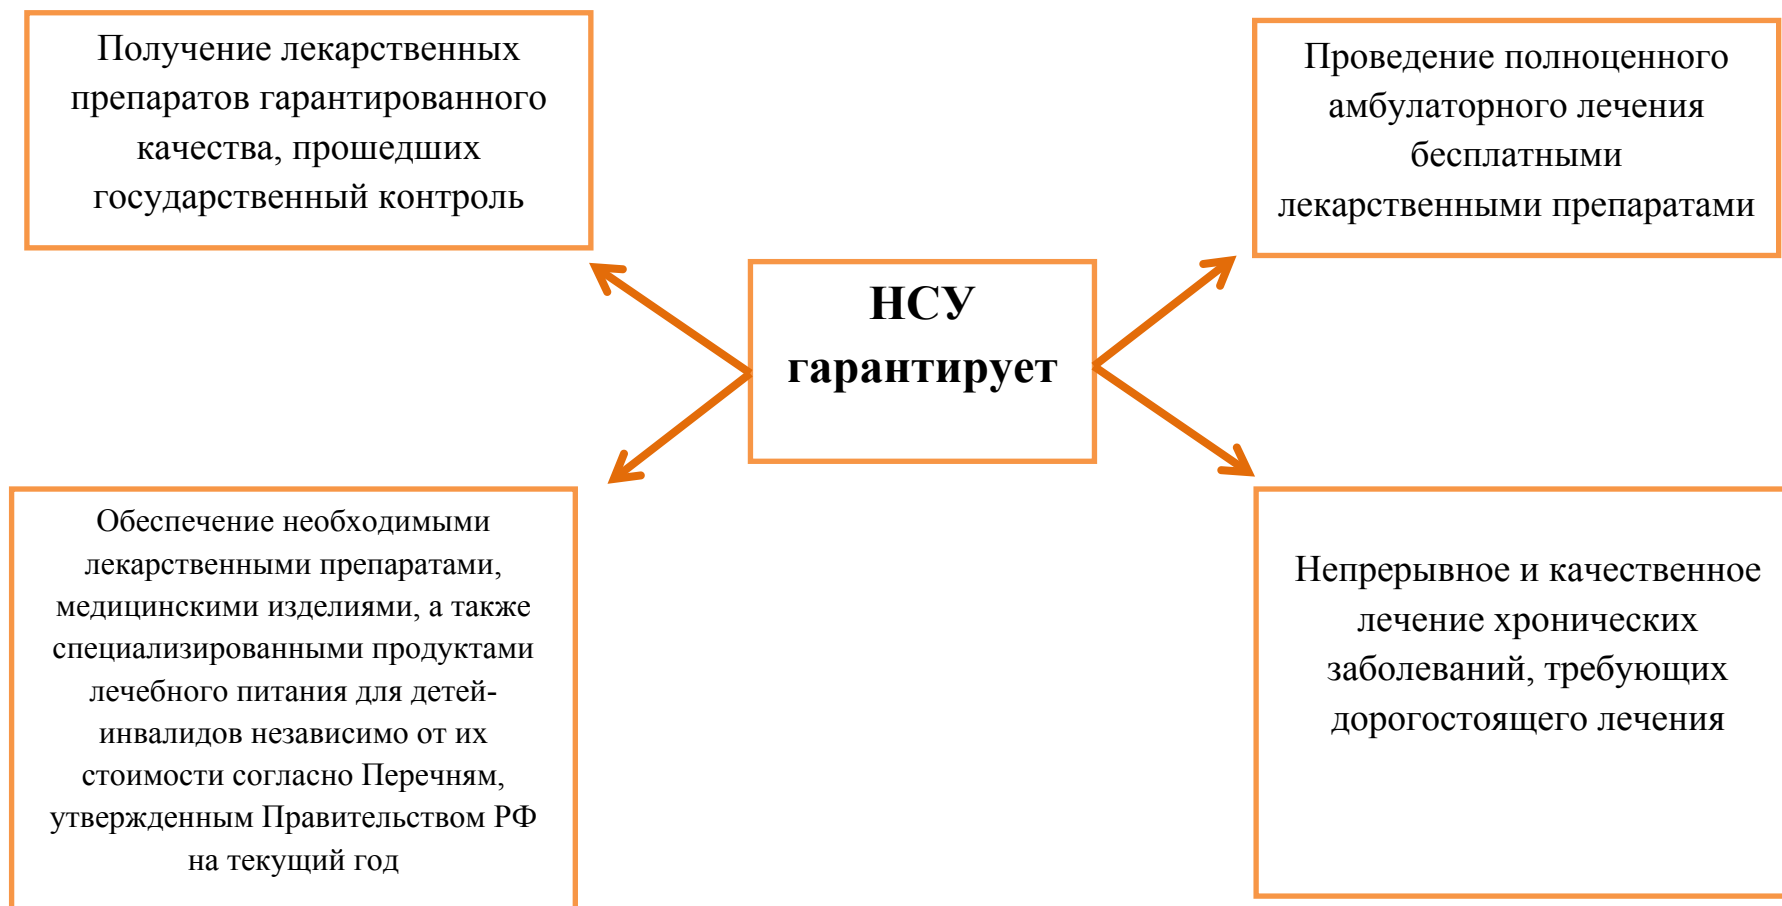 Получение лекарственных
препаратов гарантированного
качества, прошедших
государственный контроль
Проведение полноценного
амбулаторного лечения
бесплатными
лекарственными препаратами
НСУ
гарантирует
Обеспечение необходимыми
лекарственными препаратами,
медицинскими изделиями, а также
специализированными продуктами
лечебного питания для детей-
инвалидов независимо от их
стоимости согласно Перечням,
утвержденным Правительством РФ
на текущий год
Непрерывное и качественное
лечение хронических
заболеваний, требующих
дорогостоящего лечения